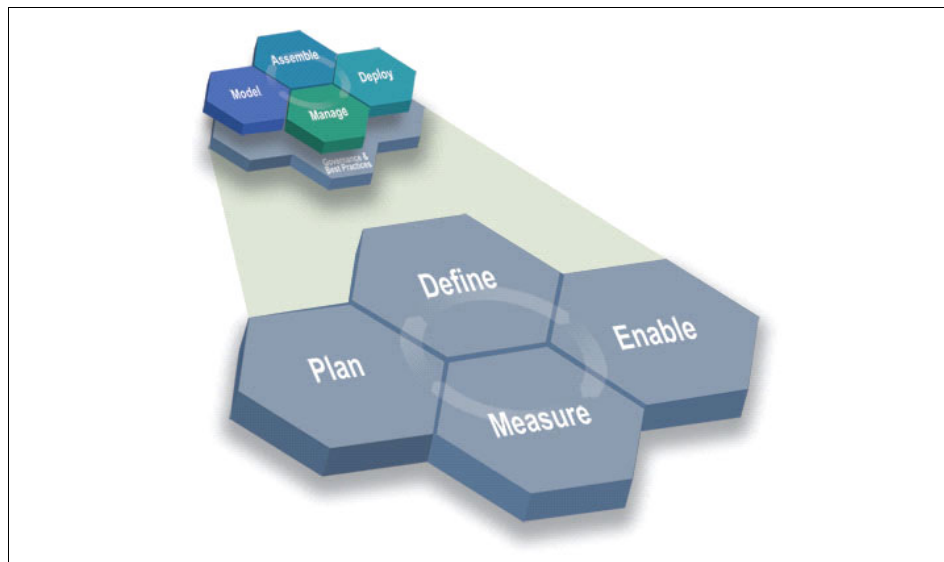 Assemble
Deploy
Model
Manage
Governance &
Best Practices
Define
Enable
Plan
Measure